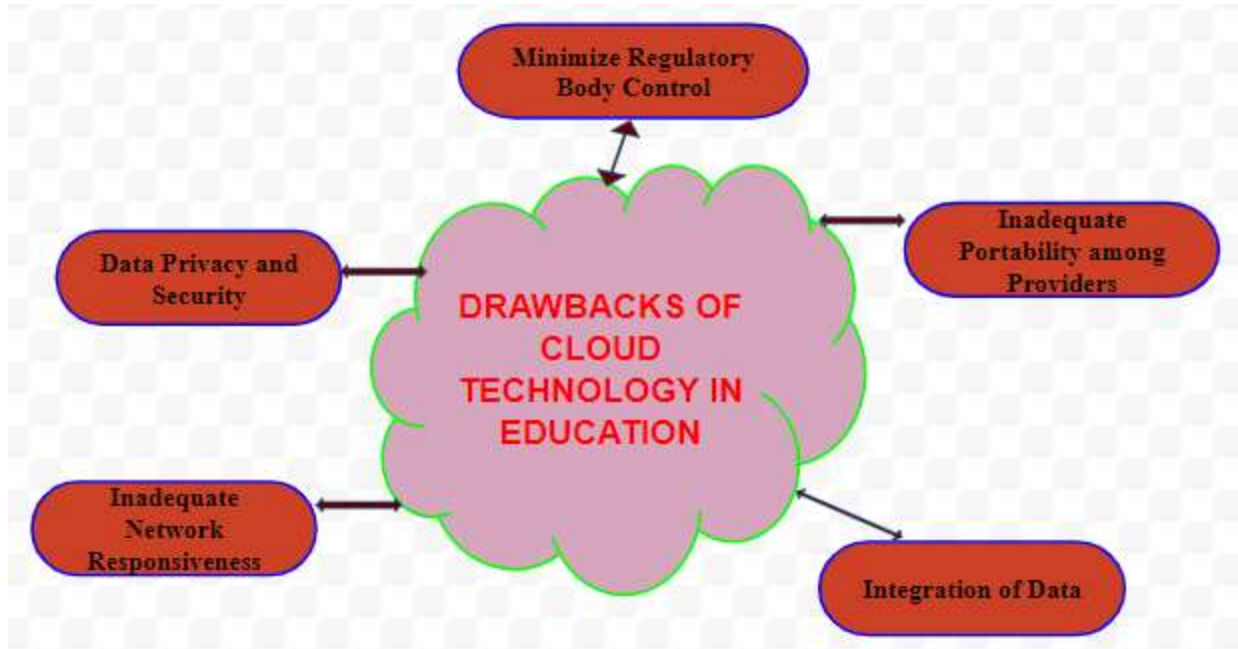 Minimize Regulatory
Body Control
Inadequate
Portability among
Providers
Data Privacy and
Security
DRAWBACKS OF
CLOUD
TECHNOLOGY IN
EDUCATION
Inadequate
Network
Responsiveness
Integration of Data